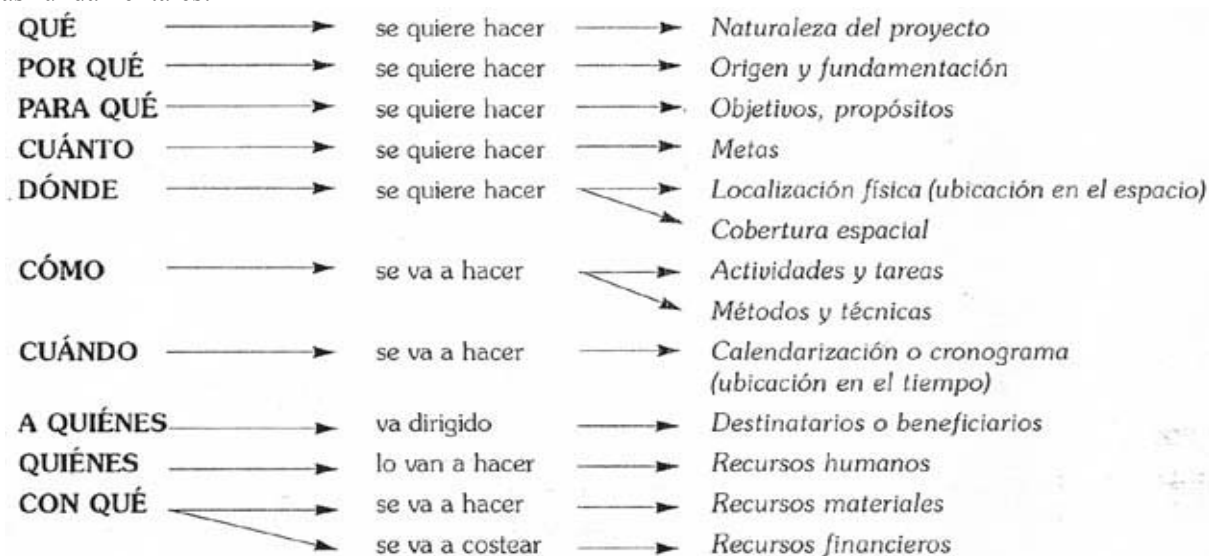 QUÉ se quiere hacer Naturaleza del proyecto
POR QUÉ se quiere hacer Origen y fundamentación
PARA QUÉ se quiere hacer Objetivos, propósitos
CUÁNTO se quiere hacer Metas
DÓNDE se quiere hacer Localización física (ubicación en el espacio)
Cobertura espacial
CÓMO se va a hacer Actividades y tareas
Métodos y técnicas
CUÁNDO se va a hacer Calendarización o cronograma
(ubicación en el tiempo)
A QUIÉNES va dirigido Destinatarios o beneficiarios
QUIÉNES lo van a hacer Recursos humanos
CON QUÉ se va a hacer Recursos materiales
se va a costear Recursos financieros